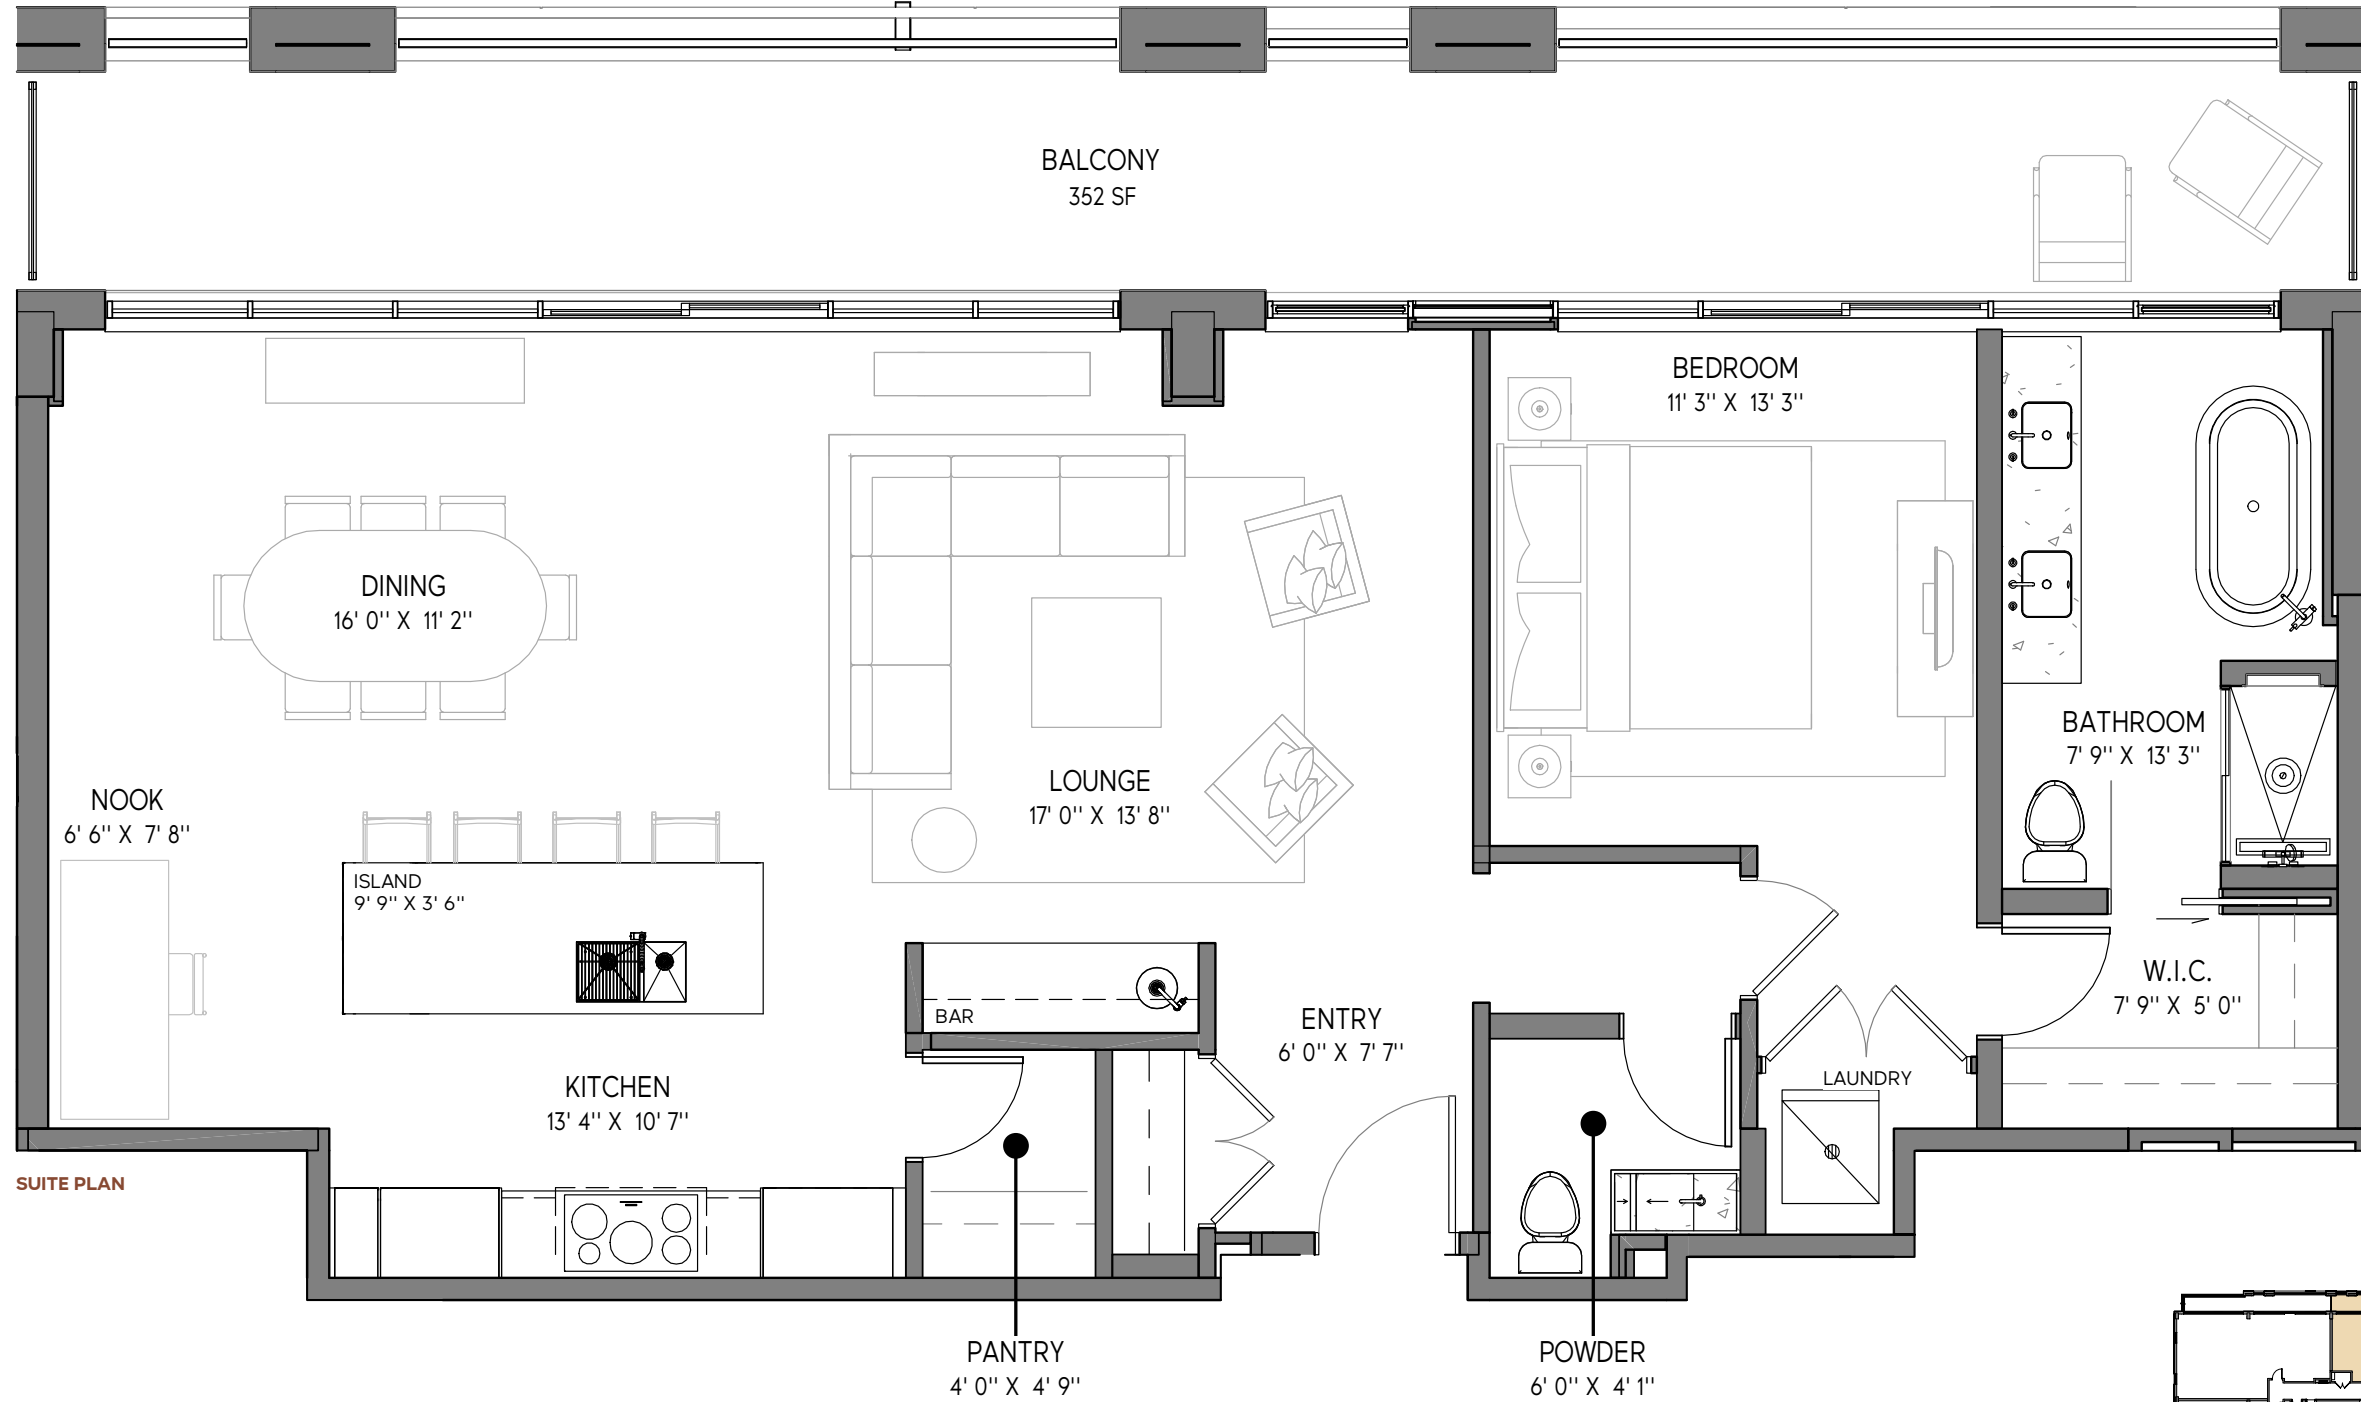 BALCONY
352 SF
BEDROOM
11' 3'' X 13' 3''
DINING
16' 0'' X 11' 2''
BATHROOM
7' 9'' X 13' 3''
LOUNGE
17' 0'' X 13' 8''
NOOK
6' 6'' X 7' 8''
ISLAND
9' 9'' X 3' 6''
W.I.C.
7' 9'' X 5' 0''
BAR
ENTRY
6' 0'' X 7' 7''
KITCHEN
13' 4'' X 10' 7''
LAUNDRY
SUITE PLAN
PANTRY
4' 0'' X 4' 9''
POWDER
6' 0'' X 4' 1''